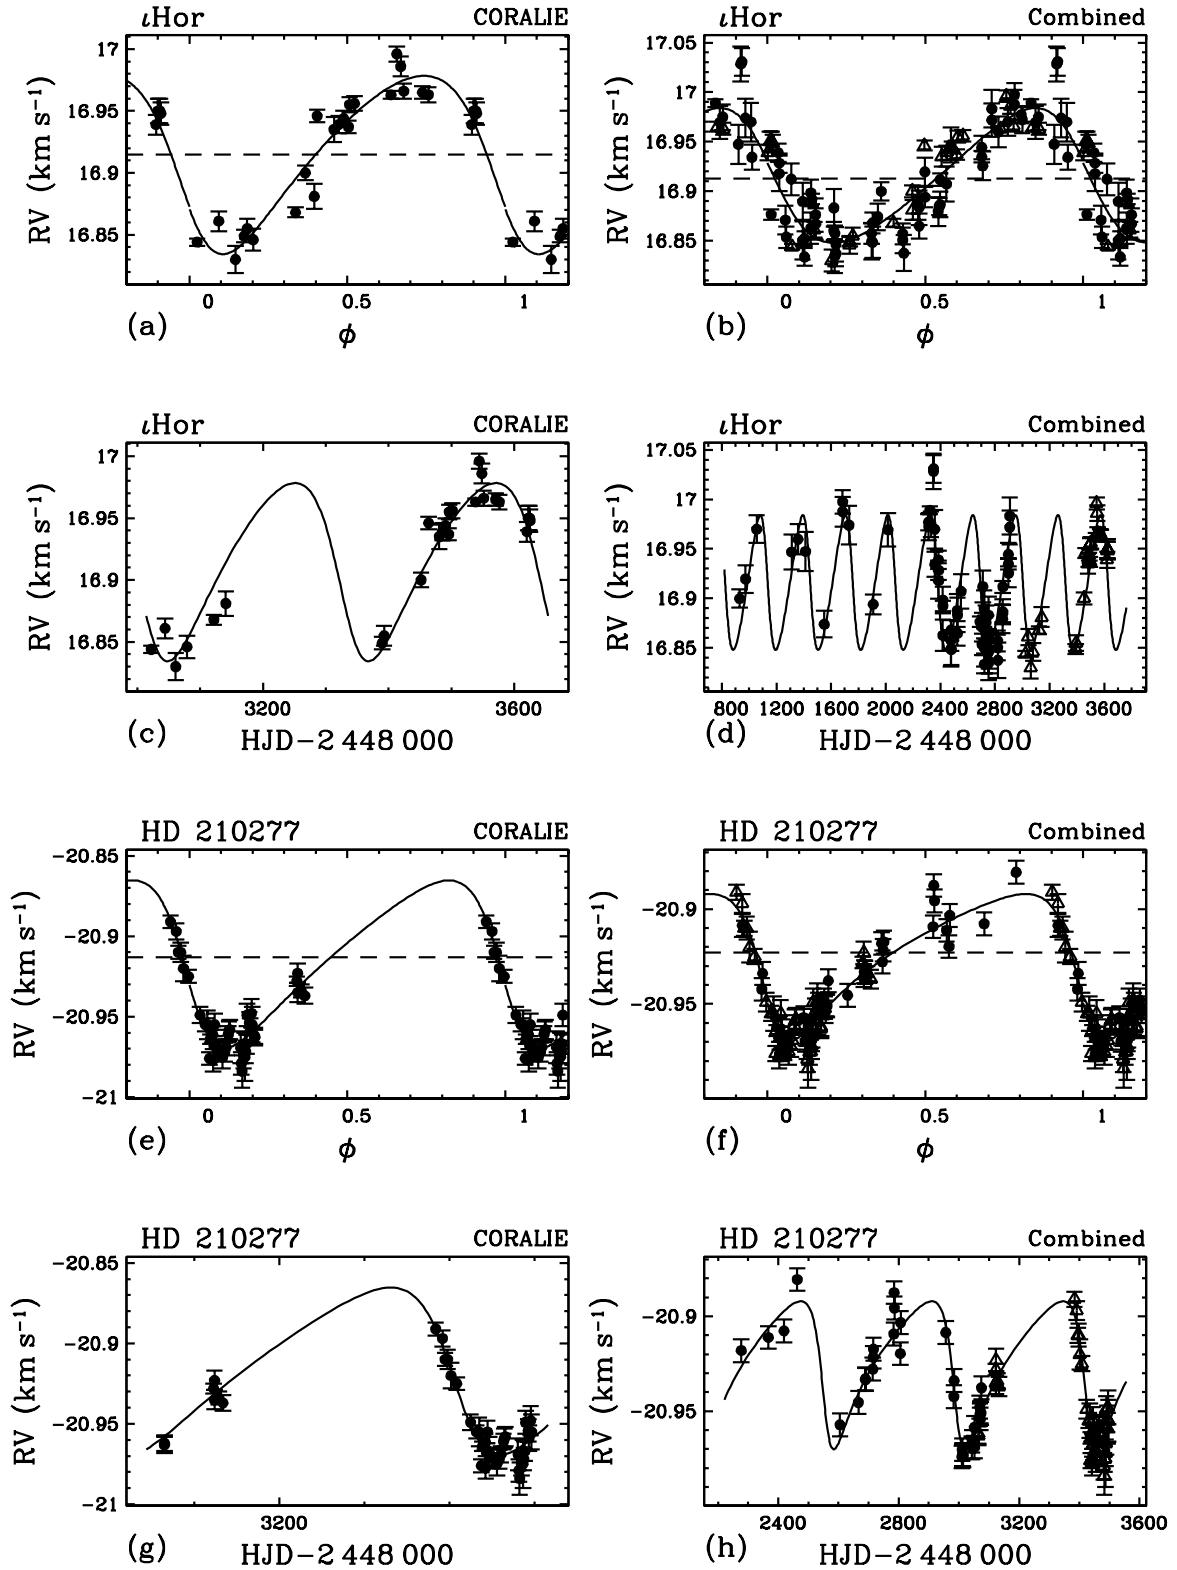 ιHor CORALIE
17
16.95
16.9
16.85
RV (km s⁻¹)
0 0.5 1
(a) ϕ
ιHor Combined
17.05
17
16.95
16.9
16.85
RV (km s⁻¹)
0 0.5 1
(b) ϕ
ιHor CORALIE
17
16.95
16.9
16.85
RV (km s⁻¹)
3200 3600
(c) HJD−2 448 000
ιHor Combined
17.05
17
16.95
16.9
16.85
RV (km s⁻¹)
800 1200 1600 2000 2400 2800 3200 3600
(d) HJD−2 448 000
HD 210277 CORALIE
−20.85
−20.9
−20.95
−21
RV (km s⁻¹)
0 0.5 1
(e) ϕ
HD 210277 Combined
−20.9
−20.95
RV (km s⁻¹)
0 0.5 1
(f) ϕ
HD 210277 CORALIE
−20.85
−20.9
−20.95
−21
RV (km s⁻¹)
3200
(g) HJD−2 448 000
HD 210277 Combined
−20.9
−20.95
RV (km s⁻¹)
2400 2800 3200 3600
(h) HJD−2 448 000